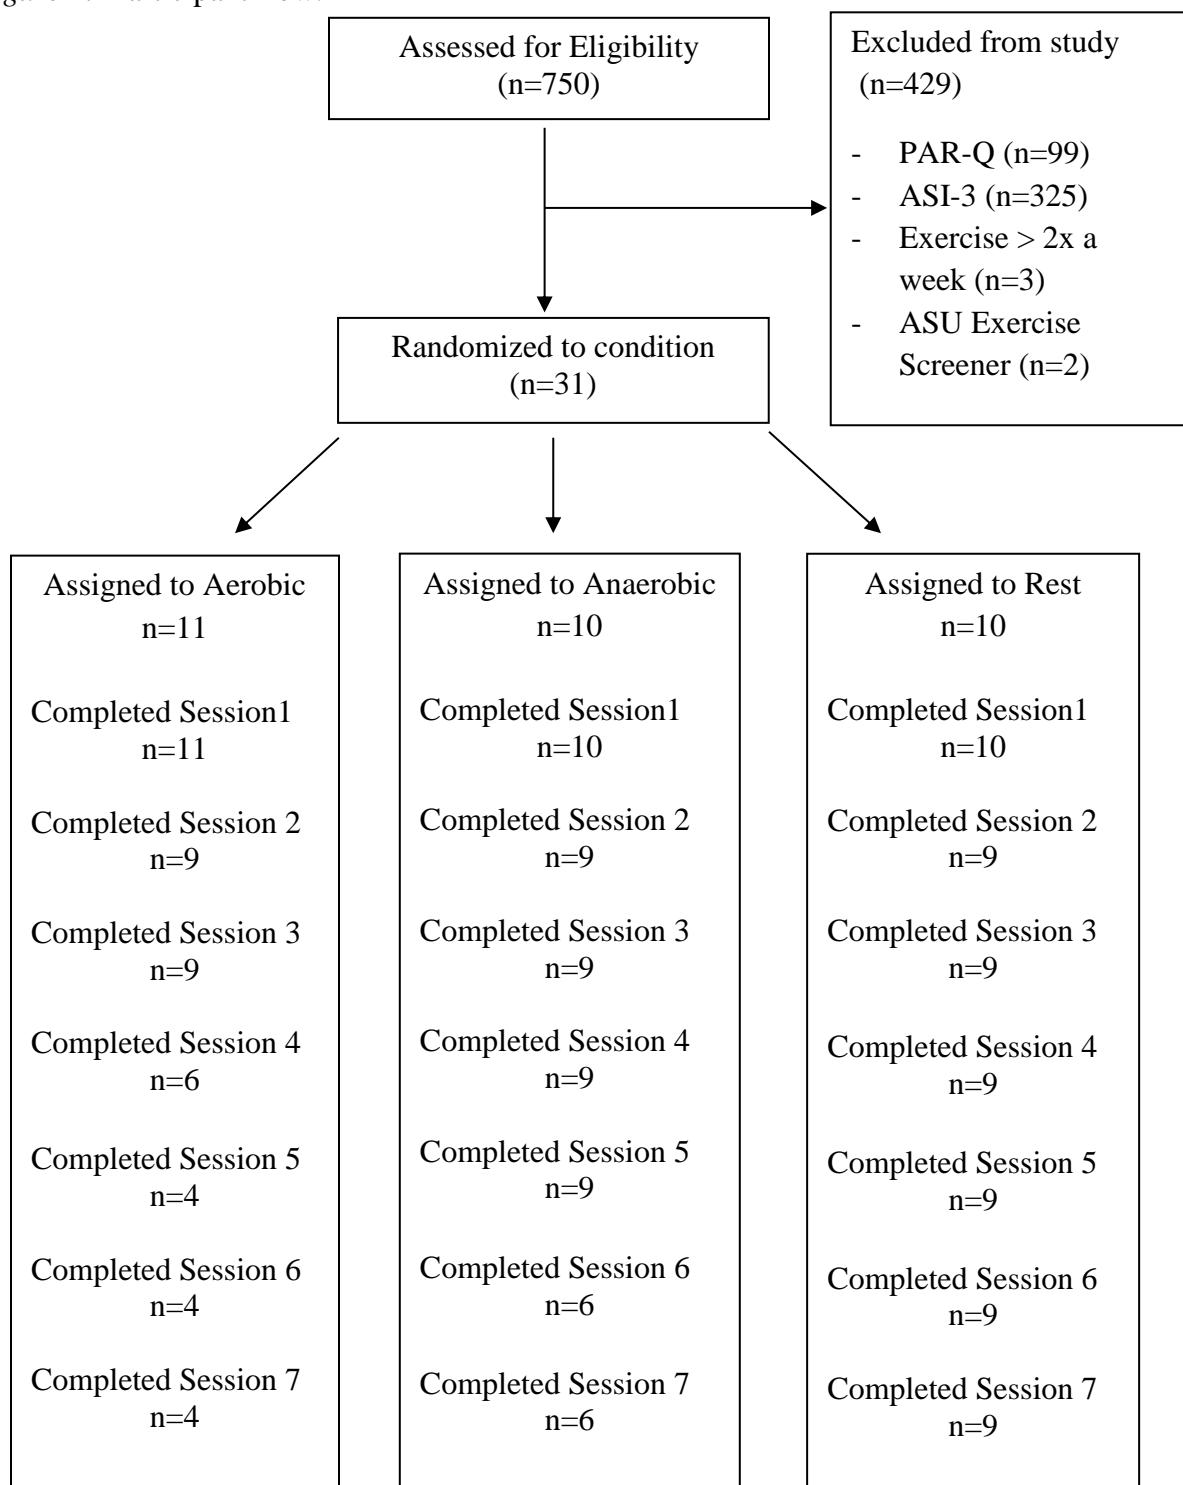 Assessed for Eligibility
(n=750)
Excluded from study
(n=429)
- PAR-Q (n=99)
- ASI-3 (n=325)
- Exercise > 2x a
week (n=3)
- ASU Exercise
Screener (n=2)
Randomized to condition
(n=31)
Assigned to Aerobic
n=11
Completed Session1
n=11
Completed Session 2
n=9
Completed Session 3
n=9
Completed Session 4
n=6
Completed Session 5
n=4
Completed Session 6
n=4
Completed Session 7
n=4
Assigned to Anaerobic
n=10
Completed Session1
n=10
Completed Session 2
n=9
Completed Session 3
n=9
Completed Session 4
n=9
Completed Session 5
n=9
Completed Session 6
n=6
Completed Session 7
n=6
Assigned to Rest
n=10
Completed Session1
n=10
Completed Session 2
n=9
Completed Session 3
n=9
Completed Session 4
n=9
Completed Session 5
n=9
Completed Session 6
n=9
Completed Session 7
n=9